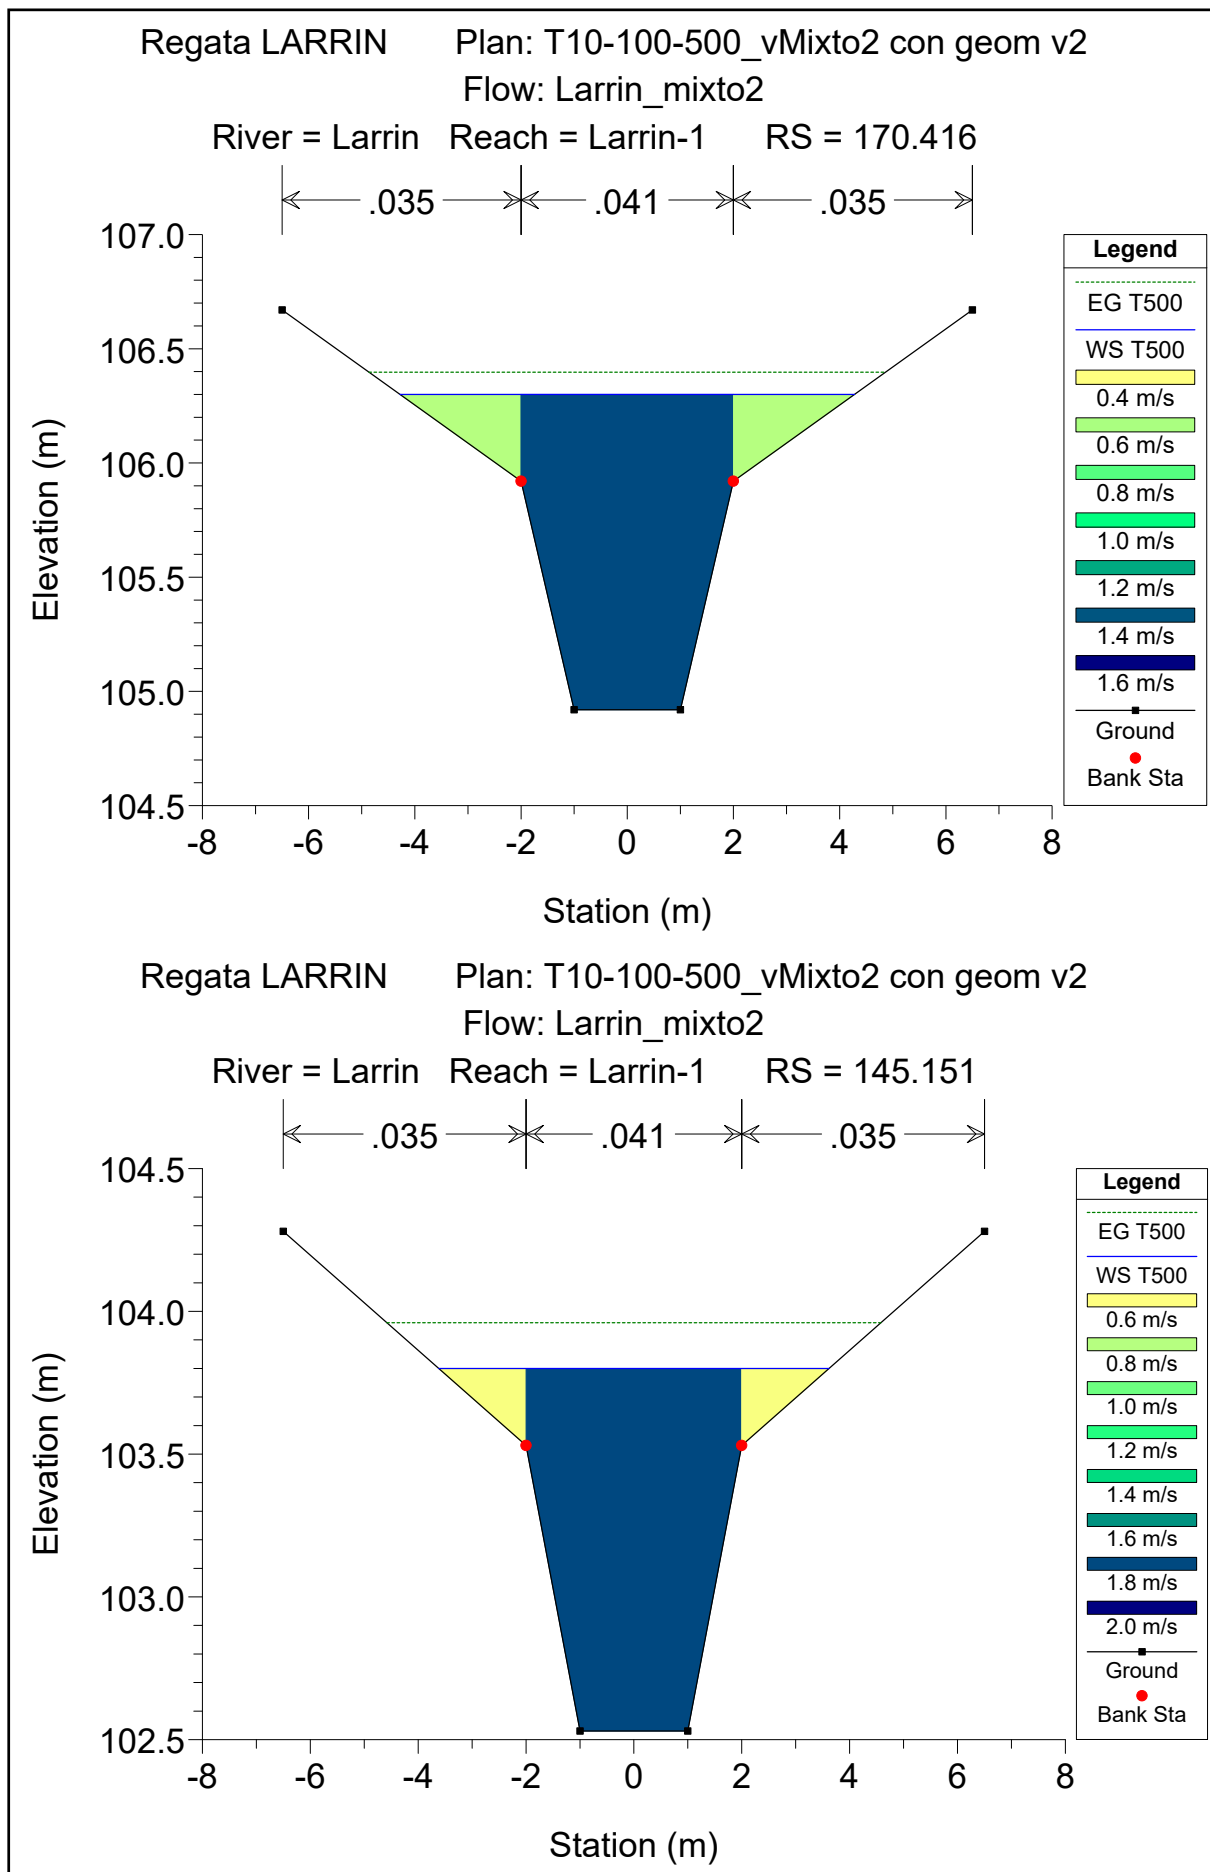 Regata LARRIN Plan: T10-100-500_vMixto2 con geom v2
Flow: Larrin_mixto2
River = Larrin Reach = Larrin-1 RS = 170.416
.035 .041 .035
107.0
106.5
106.0
105.5
105.0
104.5
Elevation (m)
-8 -6 -4 -2 0 2 4 6 8
Station (m)
Legend
EG T500
WS T500
0.4 m/s
0.6 m/s
0.8 m/s
1.0 m/s
1.2 m/s
1.4 m/s
1.6 m/s
Ground
Bank Sta
Regata LARRIN Plan: T10-100-500_vMixto2 con geom v2
Flow: Larrin_mixto2
River = Larrin Reach = Larrin-1 RS = 145.151
.035 .041 .035
104.5
104.0
103.5
103.0
102.5
Elevation (m)
-8 -6 -4 -2 0 2 4 6 8
Station (m)
Legend
EG T500
WS T500
0.6 m/s
0.8 m/s
1.0 m/s
1.2 m/s
1.4 m/s
1.6 m/s
1.8 m/s
2.0 m/s
Ground
Bank Sta